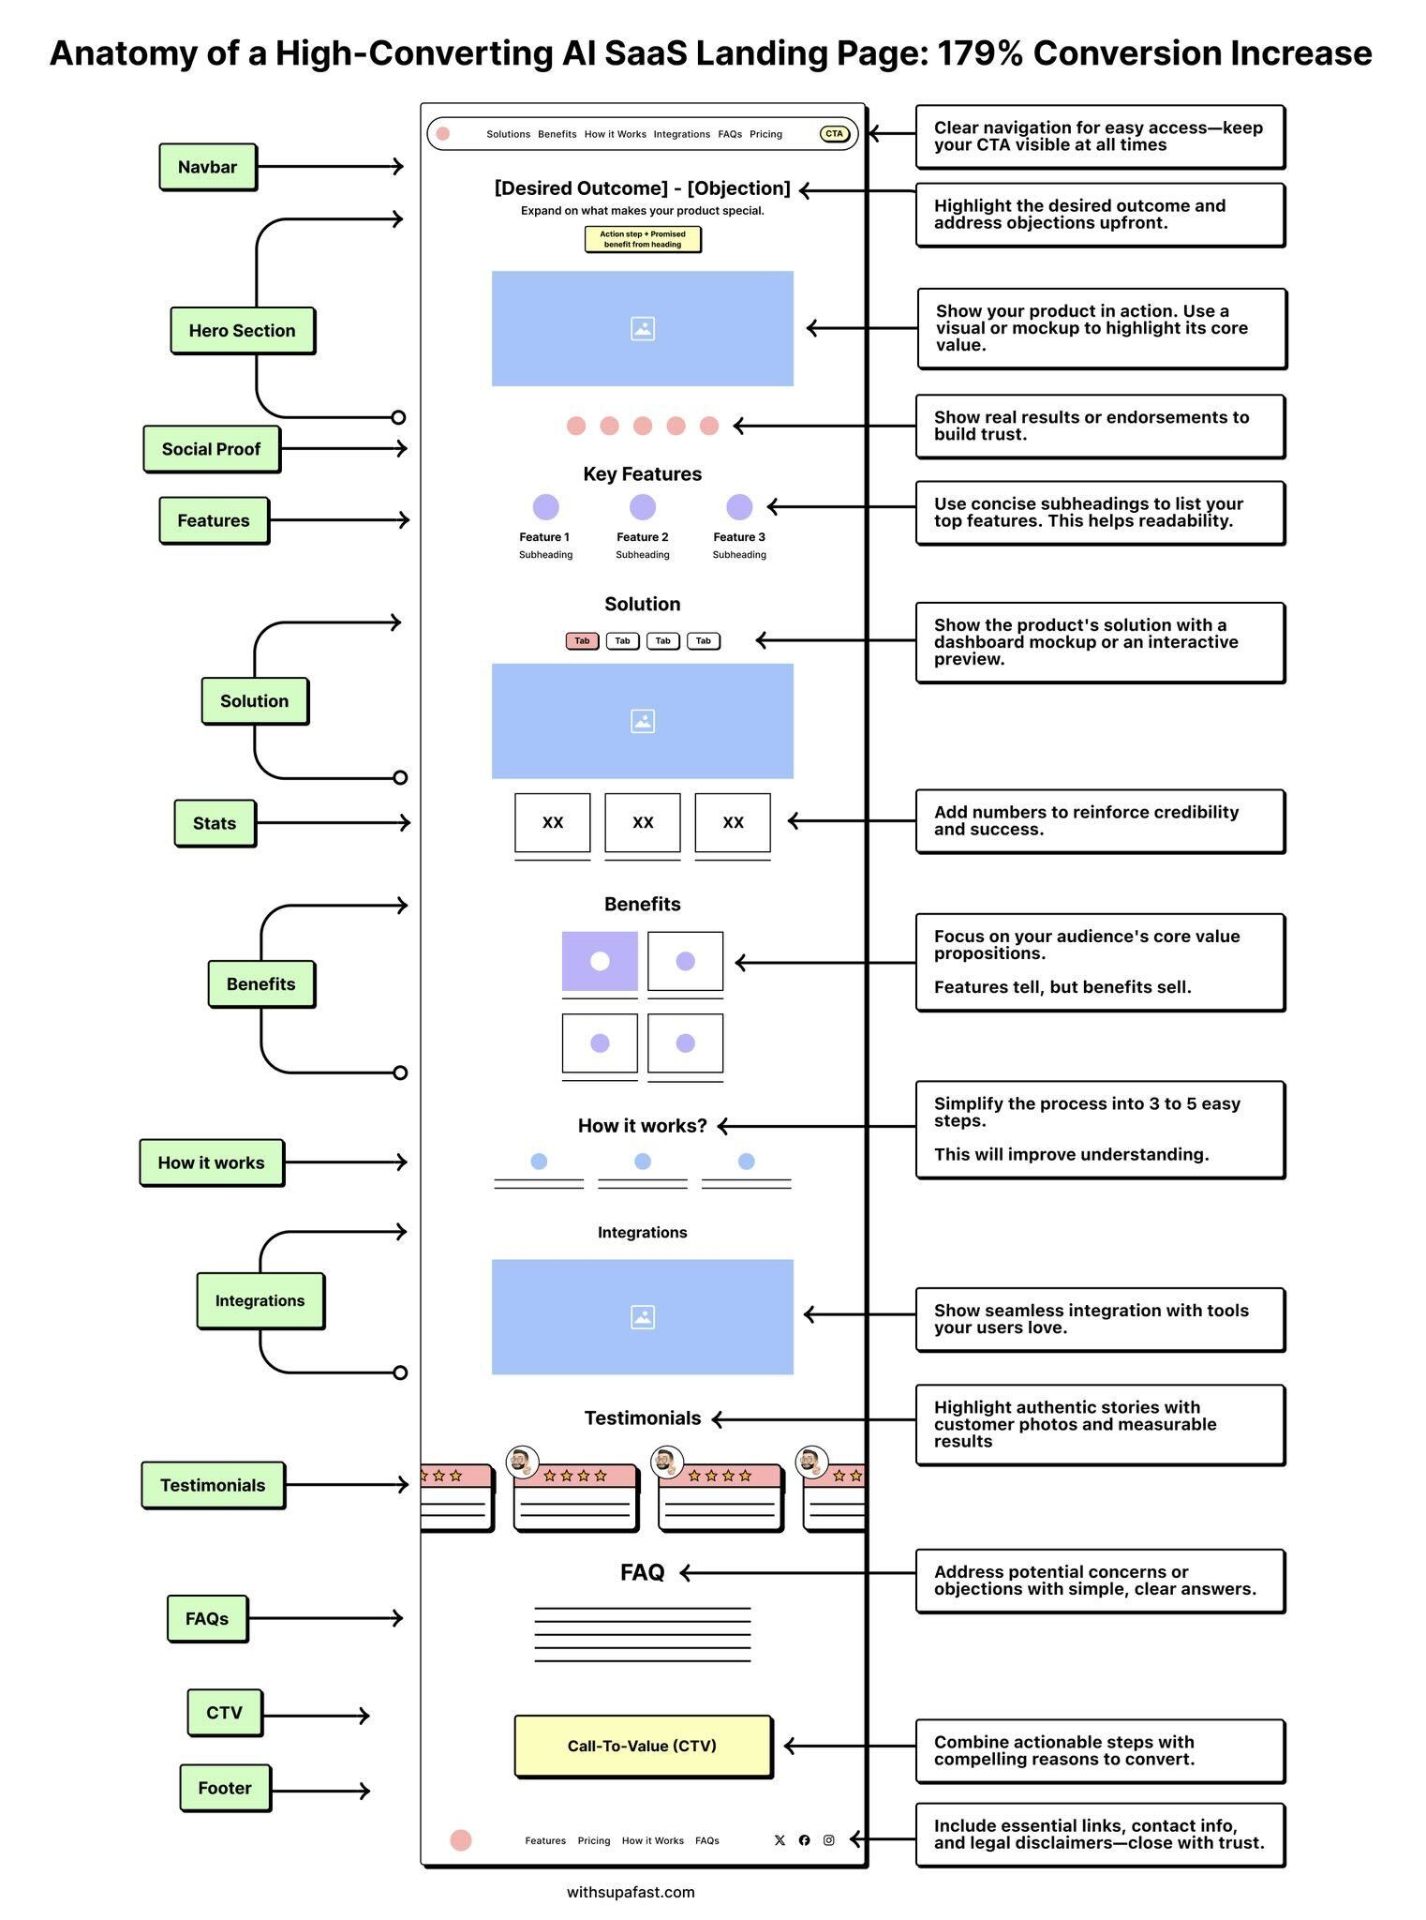 Anatomy of a High-Converting AI SaaS Landing Page: 179% Conversion Increase
Solutions Benefits How it Works Integrations FAQs Pricing CTA
Clear navigation for easy access—keep
your CTA visible at all times
Navbar
[Desired Outcome] - [Objection]
Expand on what makes your product special.
Action step + Promised
benefit from heading
Highlight the desired outcome and
address objections upfront.
Hero Section
Show your product in action. Use a
visual or mockup to highlight its core
value.
Social Proof
Show real results or endorsements to
build trust.
Features
Key Features
Feature 1 Feature 2 Feature 3
Subheading Subheading Subheading
Use concise subheadings to list your
top features. This helps readability.
Solution
Solution
Tab Tab Tab Tab
Show the product's solution with a
dashboard mockup or an interactive
preview.
Stats
XX XX XX
Add numbers to reinforce credibility
and success.
Benefits
Benefits
Focus on your audience's core value
propositions.
Features tell, but benefits sell.
How it works
How it works?
Simplify the process into 3 to 5 easy
steps.
This will improve understanding.
Integrations
Integrations
Show seamless integration with tools
your users love.
Testimonials
Testimonials
Highlight authentic stories with
customer photos and measurable
results
FAQs
FAQ
Address potential concerns or
objections with simple, clear answers.
CTV
Call-To-Value (CTV)
Combine actionable steps with
compelling reasons to convert.
Footer
Features Pricing How it Works FAQs
Include essential links, contact info,
and legal disclaimers—close with trust.
withsupafast.com